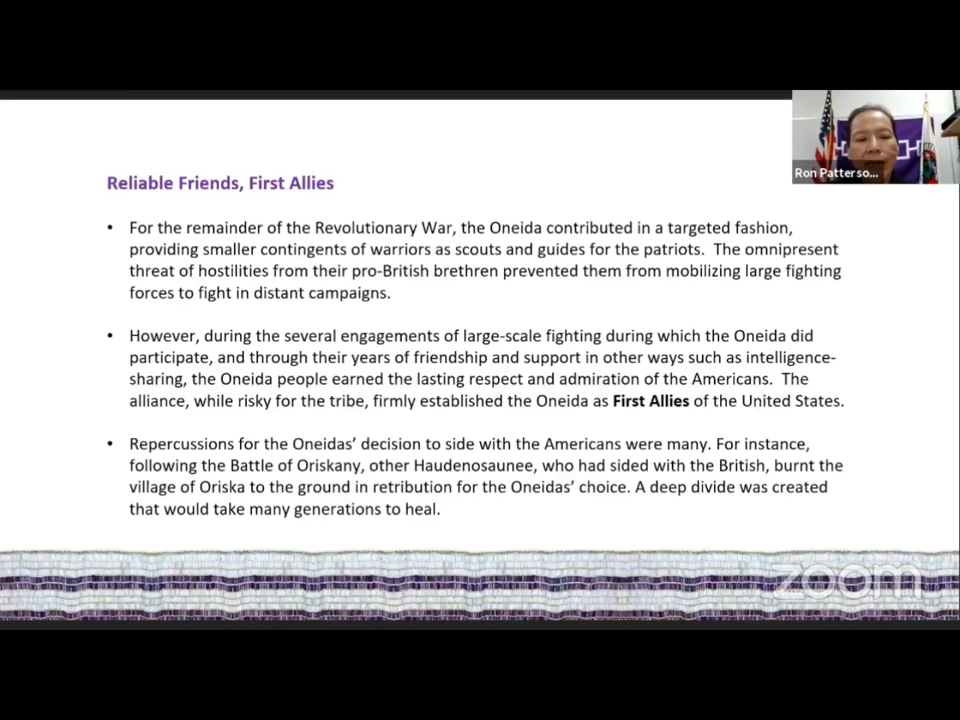 Ron Patterso...
Reliable Friends, First Allies
• For the remainder of the Revolutionary War, the Oneida contributed in a targeted fashion,
providing smaller contingents of warriors as scouts and guides for the patriots. The omnipresent
threat of hostilities from their pro-British brethren prevented them from mobilizing large fighting
forces to fight in distant campaigns.
• However, during the several engagements of large-scale fighting during which the Oneida did
participate, and through their years of friendship and support in other ways such as intelligence-
sharing, the Oneida people earned the lasting respect and admiration of the Americans. The
alliance, while risky for the tribe, firmly established the Oneida as First Allies of the United States.
• Repercussions for the Oneidas’ decision to side with the Americans were many. For instance,
following the Battle of Oriskany, other Haudenosaunee, who had sided with the British, burnt the
village of Oriska to the ground in retribution for the Oneidas’ choice. A deep divide was created
that would take many generations to heal.
zoom